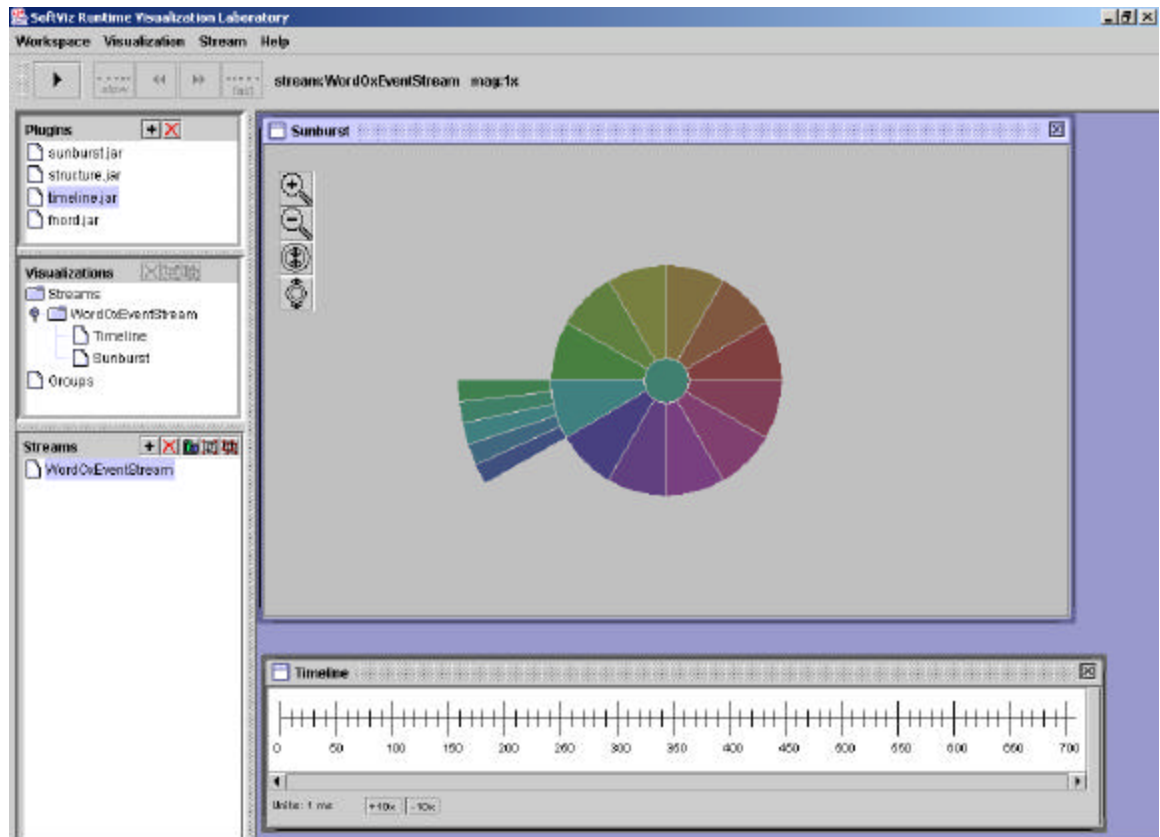 SoftViz Runtime Visualization Laboratory
Workspace Visualization Stream Help
slow fast stream:WordOxEventStream mag:1x
Plugins
sunburst.jar
structure.jar
timeline.jar
fnord.jar
Visualizations
Streams
WordOxEventStream
Timeline
Sunburst
Groups
Streams
WordOxEventStream
Sunburst
Timeline
0 50 100 150 200 250 300 350 400 450 500 550 600 650 700
Units: 1 ms +10x -10x